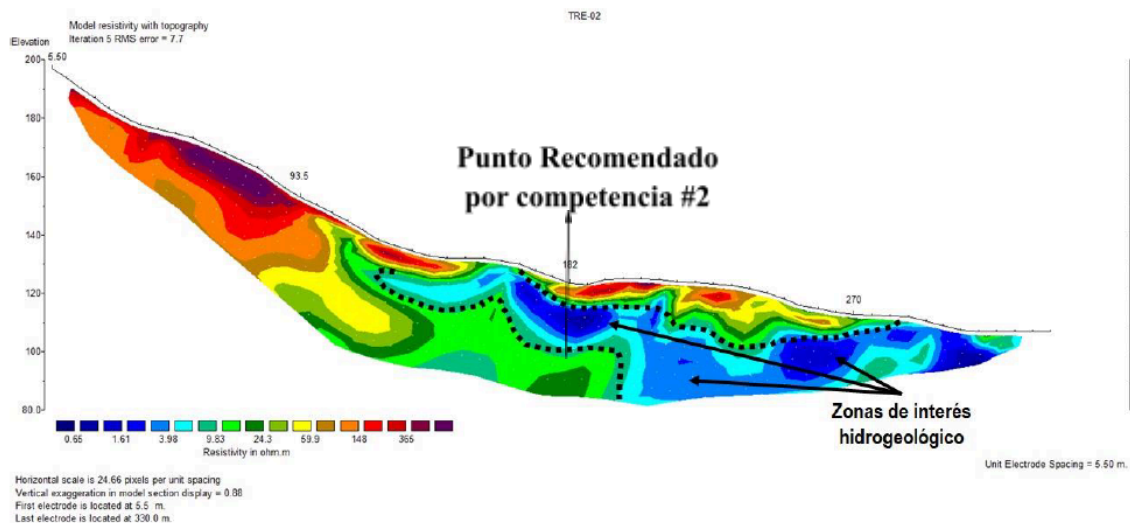 TRE-02
Model resistivity with topography
Iteration 5 RMS error = 7.7
Elevation
5.50
200
180
160
140
120
100
80.0
93.5
Punto Recomendado
por competencia #2
182
270
Zonas de interés
hidrogeológico
0.65 1.61 3.98 9.83 24.3 59.9 148 365
Resistivity in ohm.m
Unit Electrode Spacing = 5.50 m.
Horizontal scale is 24.66 pixels per unit spacing
Vertical exaggeration in model section display = 0.88
First electrode is located at 5.5 m.
Last electrode is located at 330.0 m.